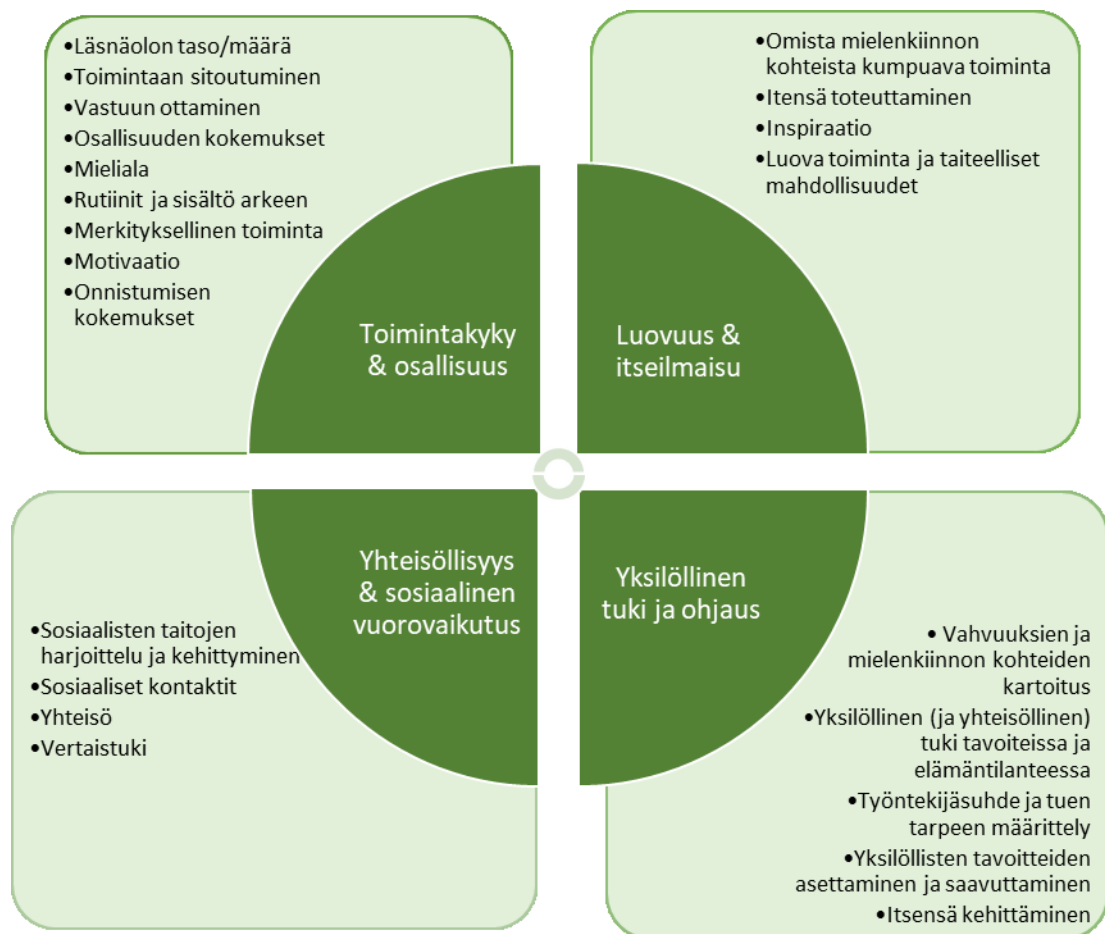 •Läsnäolon taso/määrä
•Toimintaan sitoutuminen
•Vastuun ottaminen
•Osallisuuden kokemukset
•Mieliala
•Rutiinit ja sisältö arkeen
•Merkityksellinen toiminta
•Motivaatio
•Onnistumisen
kokemukset
Toimintakyky
& osallisuus
•Omista mielenkiinnon
kohteista kumpuava toiminta
•Itensä toteuttaminen
•Inspiraatio
•Luova toiminta ja taiteelliset
mahdollisuudet
Luovuus &
itseilmaisu
Yhteisöllisyys
& sosiaalinen
vuorovaikutus
•Sosiaalisten taitojen
harjoittelu ja kehittyminen
•Sosiaaliset kontaktit
•Yhteisö
•Vertaistuki
Yksilöllinen
tuki ja ohjaus
• Vahvuuksien ja
mielenkiinnon kohteiden
kartoitus
•Yksilöllinen (ja yhteisöllinen)
tuki tavoiteissa ja
elämäntilanteessa
•Työntekijäsuhde ja tuen
tarpeen määrittely
•Yksilöllisten tavoitteiden
asettaminen ja saavuttaminen
•Itsensä kehittäminen